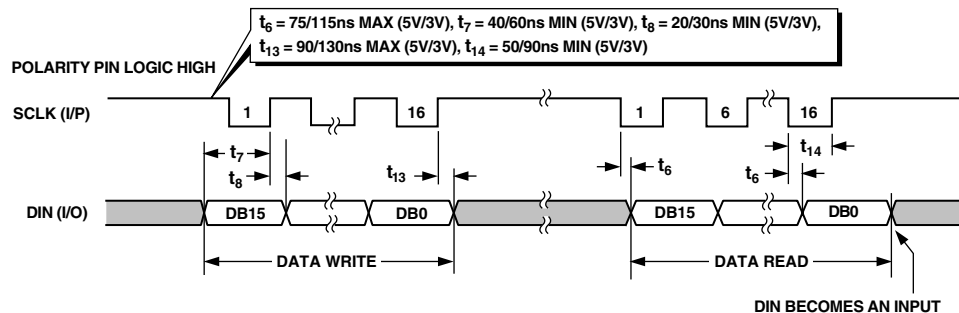 t6 = 75/115ns MAX (5V/3V), t7 = 40/60ns MIN (5V/3V), t8 = 20/30ns MIN (5V/3V),
t13 = 90/130ns MAX (5V/3V), t14 = 50/90ns MIN (5V/3V)
POLARITY PIN LOGIC HIGH
SCLK (I/P)
1
16
1
6
16
t7
t8
t13
t6
t6
t14
DIN (I/O)
DB15
DB0
DB15
DB0
DATA WRITE
DATA READ
DIN BECOMES AN INPUT